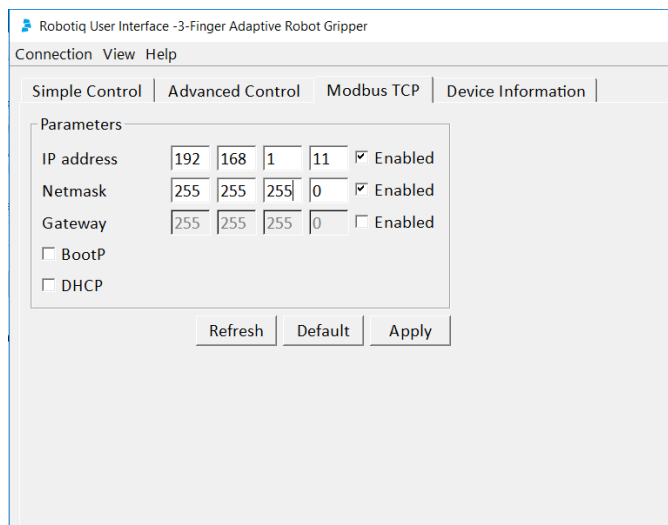 Robotiq User Interface -3-Finger Adaptive Robot Gripper
Connection View Help
Simple Control Advanced Control Modbus TCP Device Information
Parameters
IP address 192 168 1 11 Enabled
Netmask 255 255 255 0 Enabled
Gateway 255 255 255 0 Enabled
BootP
DHCP
Refresh Default Apply